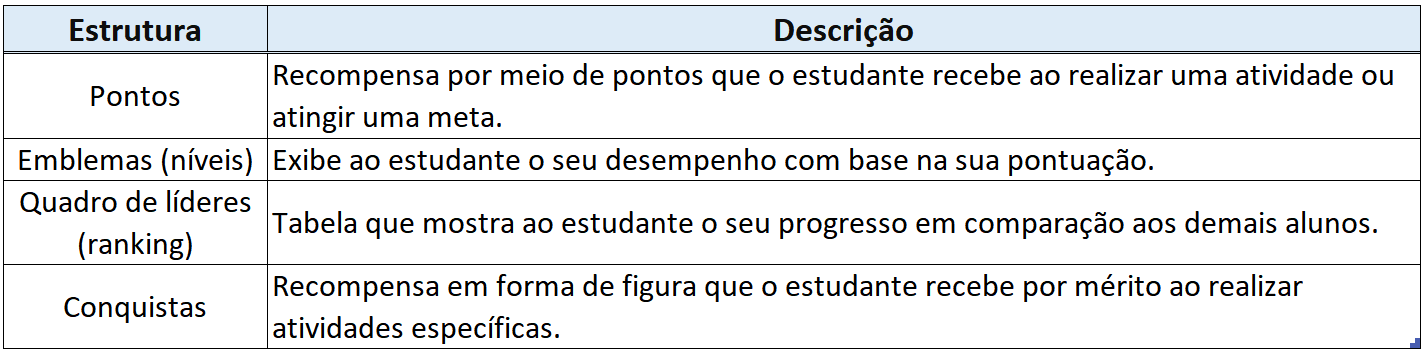 Estrutura
Descrição
Pontos
Recompensa por meio de pontos que o estudante recebe ao realizar uma atividade ou
atingir uma meta.
Emblemas (níveis)
Exibe ao estudante o seu desempenho com base na sua pontuação.
Quadro de líderes
(ranking)
Tabela que mostra ao estudante o seu progresso em comparação aos demais alunos.
Conquistas
Recompensa em forma de figura que o estudante recebe por mérito ao realizar
atividades específicas.